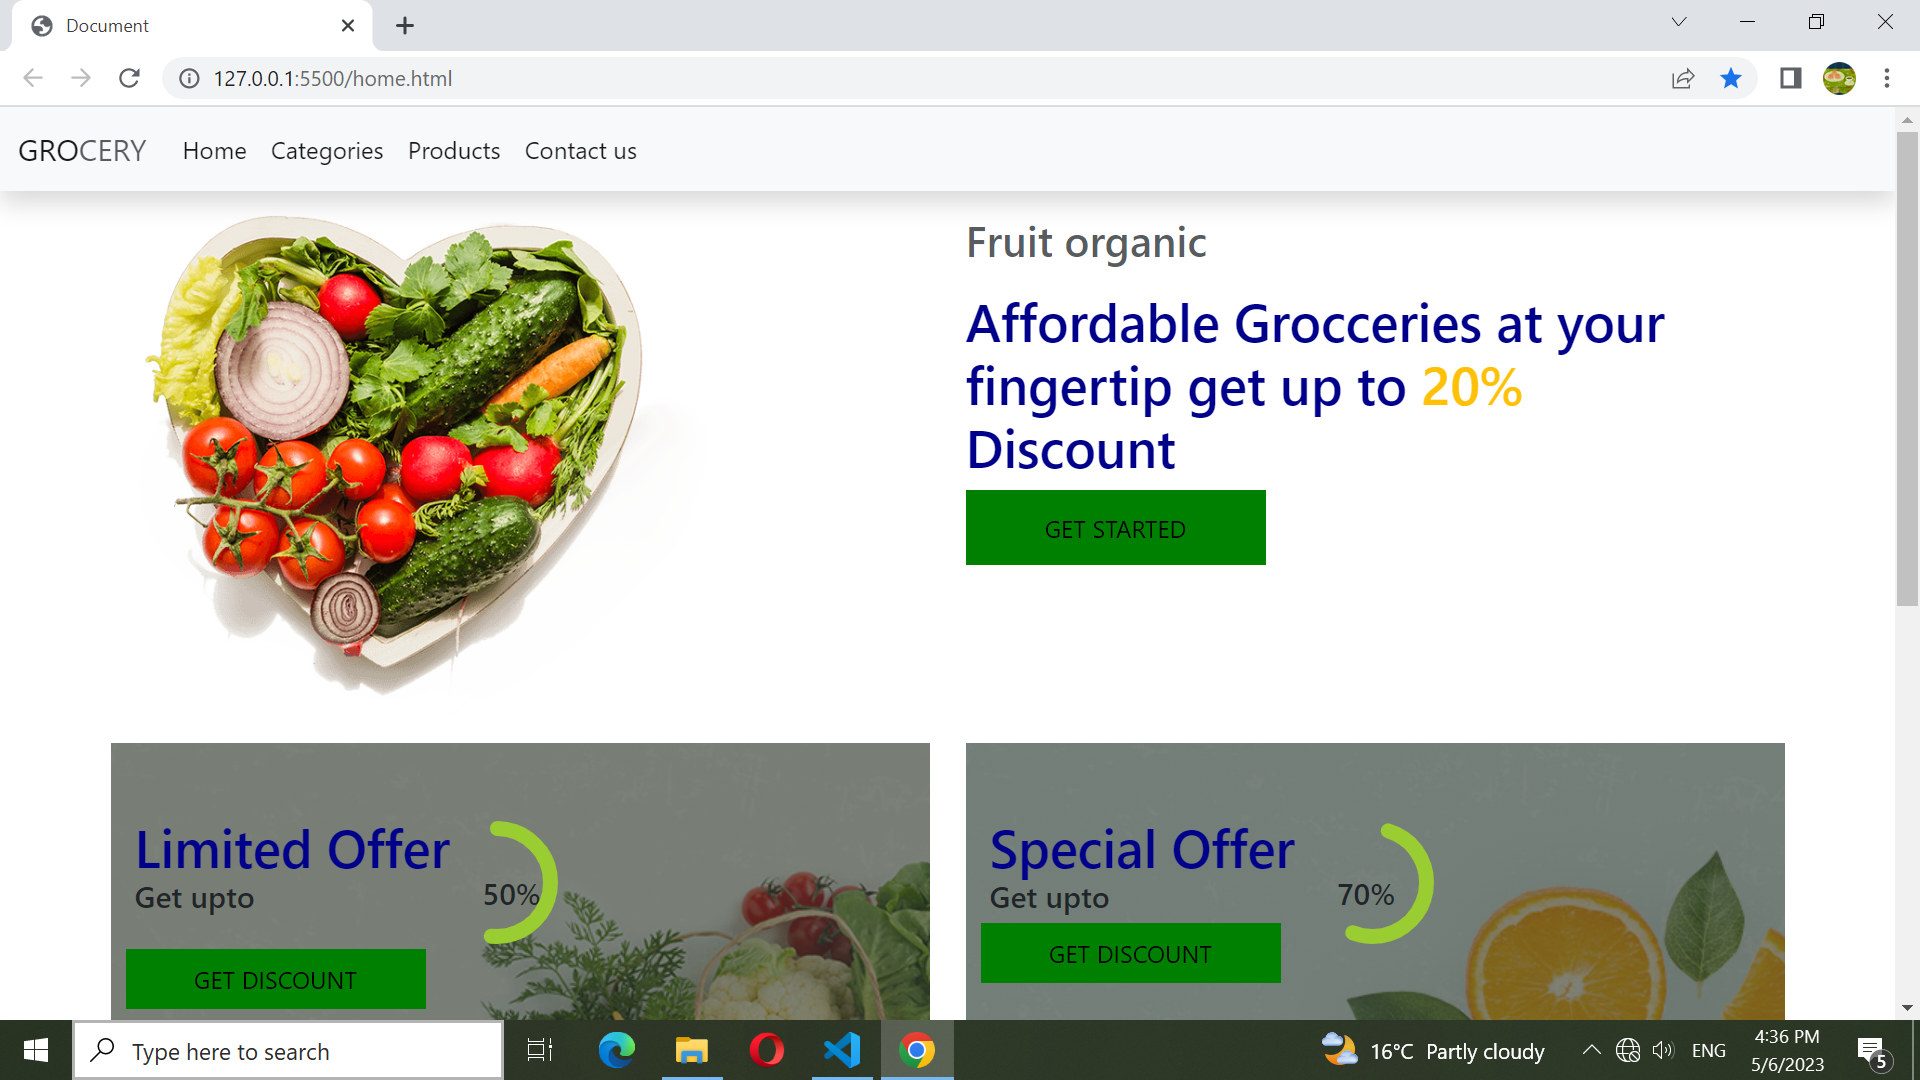 Document
127.0.0.1:5500/home.html
GROCERY Home Categories Products Contact us
Fruit organic
Affordable Grocceries at your
fingertip get up to 20%
Discount
GET STARTED
Limited Offer
Get upto
50%
GET DISCOUNT
Special Offer
Get upto
70%
GET DISCOUNT
Type here to search
16°C Partly cloudy
ENG
4:36 PM
5/6/2023
5